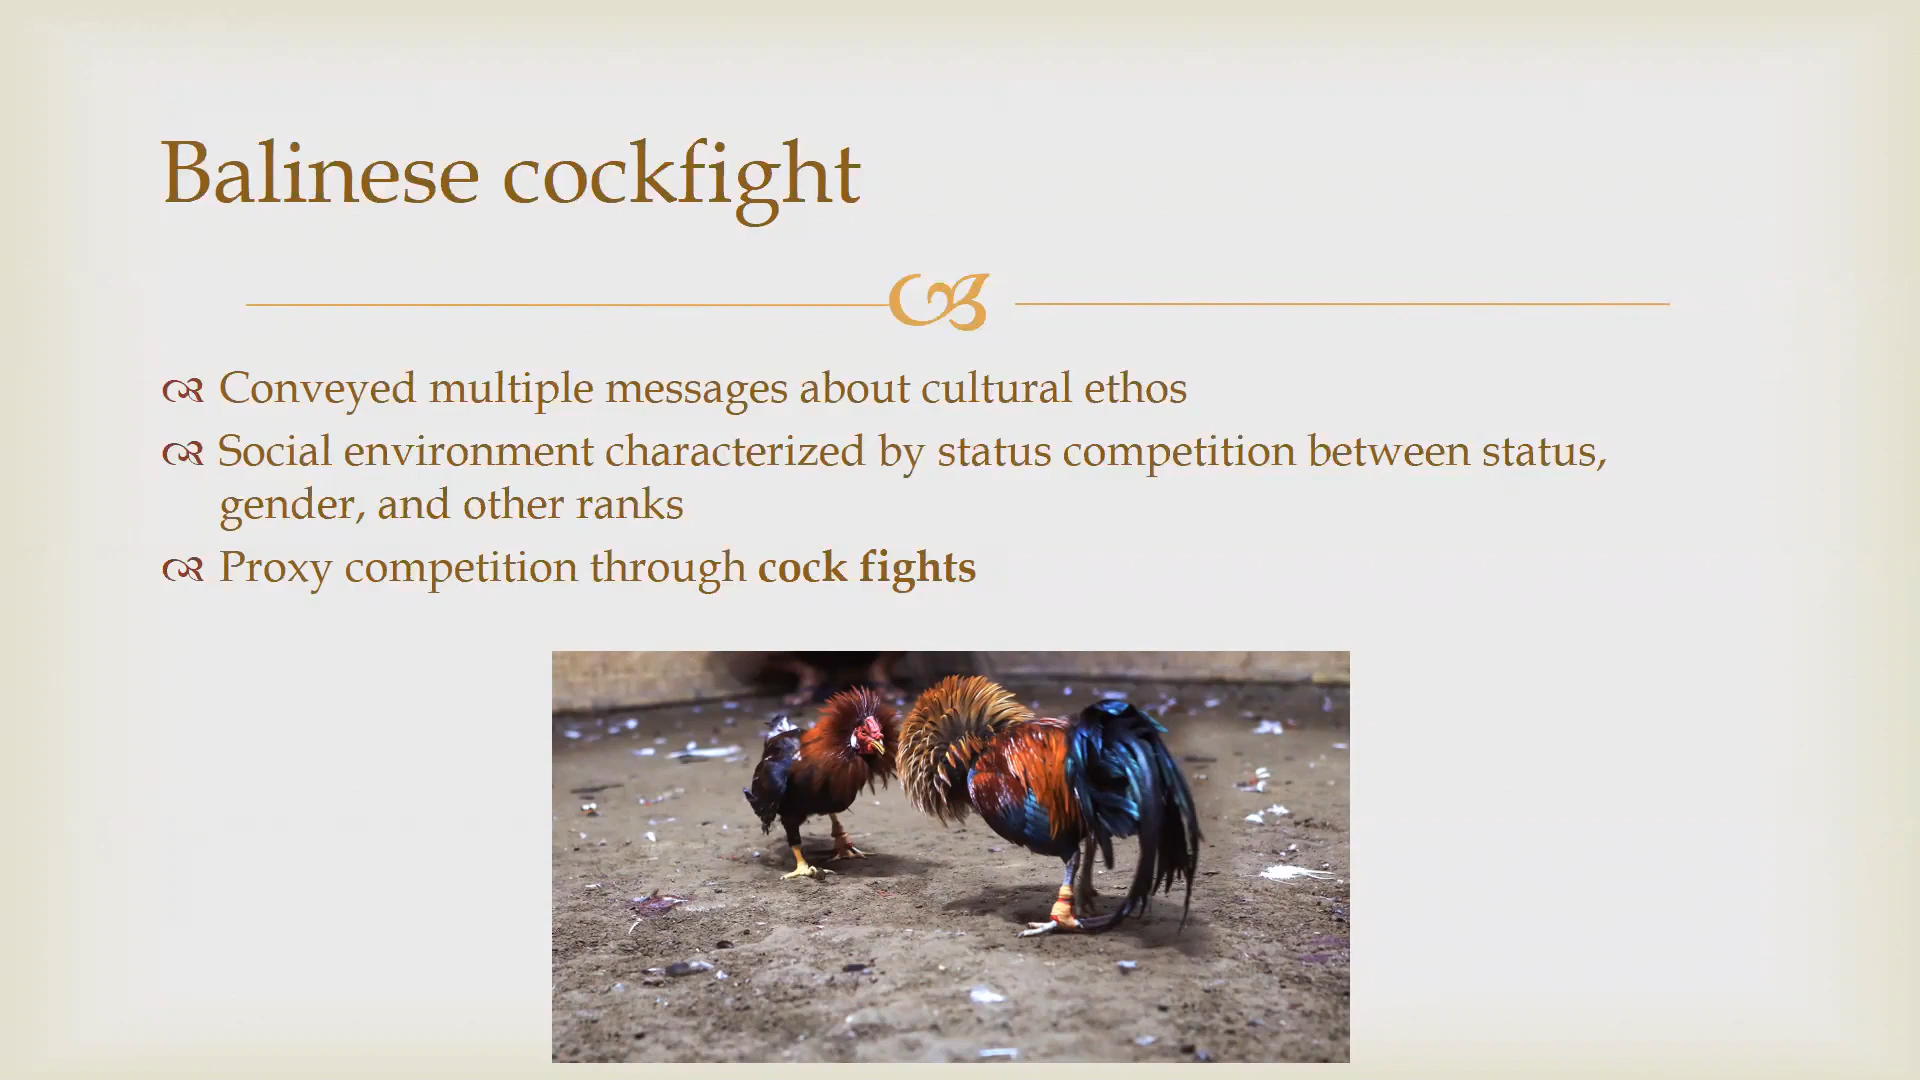 Balinese cockfight
Conveyed multiple messages about cultural ethos
Social environment characterized by status competition between status,
gender, and other ranks
Proxy competition through cock fights